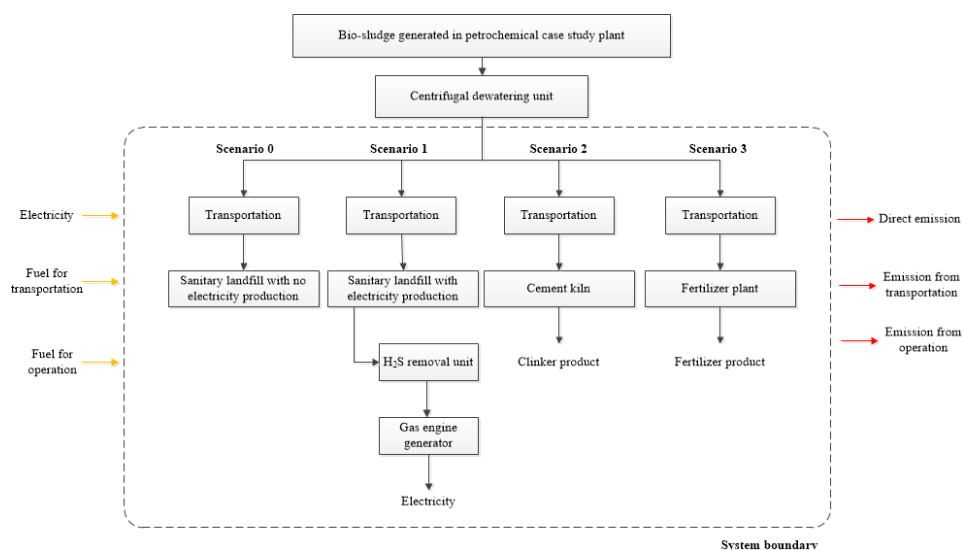 Bio-sludge generated in petrochemical case study plant
Centrifugal dewatering unit
Scenario 0
Scenario 1
Scenario 2
Scenario 3
Electricity
Transportation
Transportation
Transportation
Transportation
Direct emission
Fuel for
transportation
Sanitary landfill with no
electricity production
Sanitary landfill with
electricity production
Cement kiln
Fertilizer plant
Emission from
transportation
Fuel for
operation
H₂S removal unit
Clinker product
Fertilizer product
Emission from
operation
Gas engine
generator
Electricity
System boundary